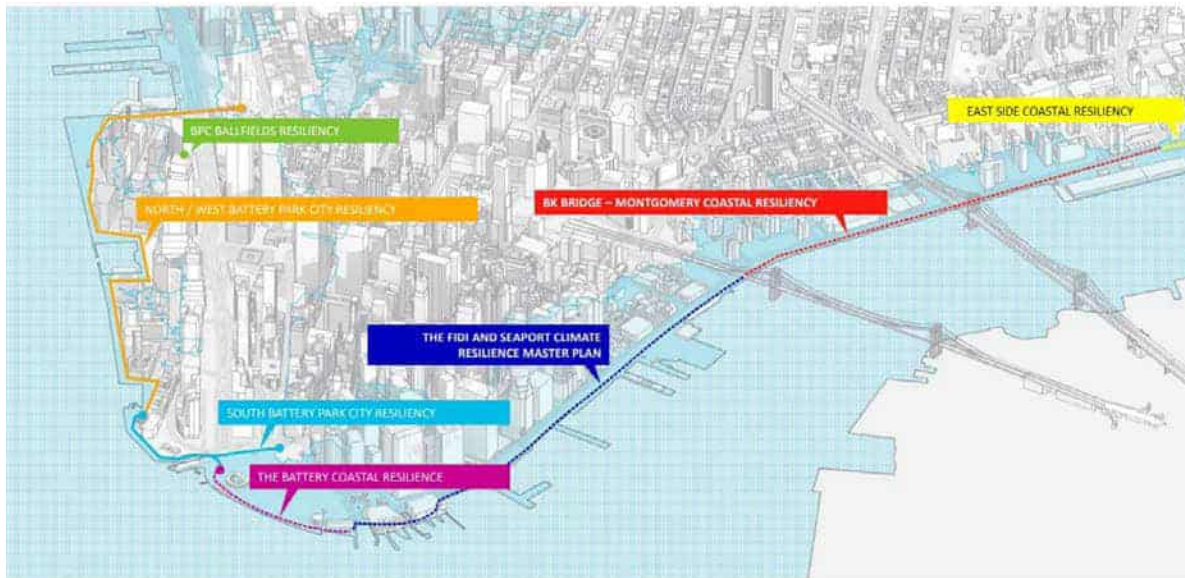 EAST SIDE COASTAL RESILIENCY
BPC BALLFIELDS RESILIENCY
NORTH / WEST BATTERY PARK CITY RESILIENCY
BK BRIDGE – MONTGOMERY COASTAL RESILIENCY
THE FIDI AND SEAPORT CLIMATE
RESILIENCE MASTER PLAN
SOUTH BATTERY PARK CITY RESILIENCY
THE BATTERY COASTAL RESILIENCE